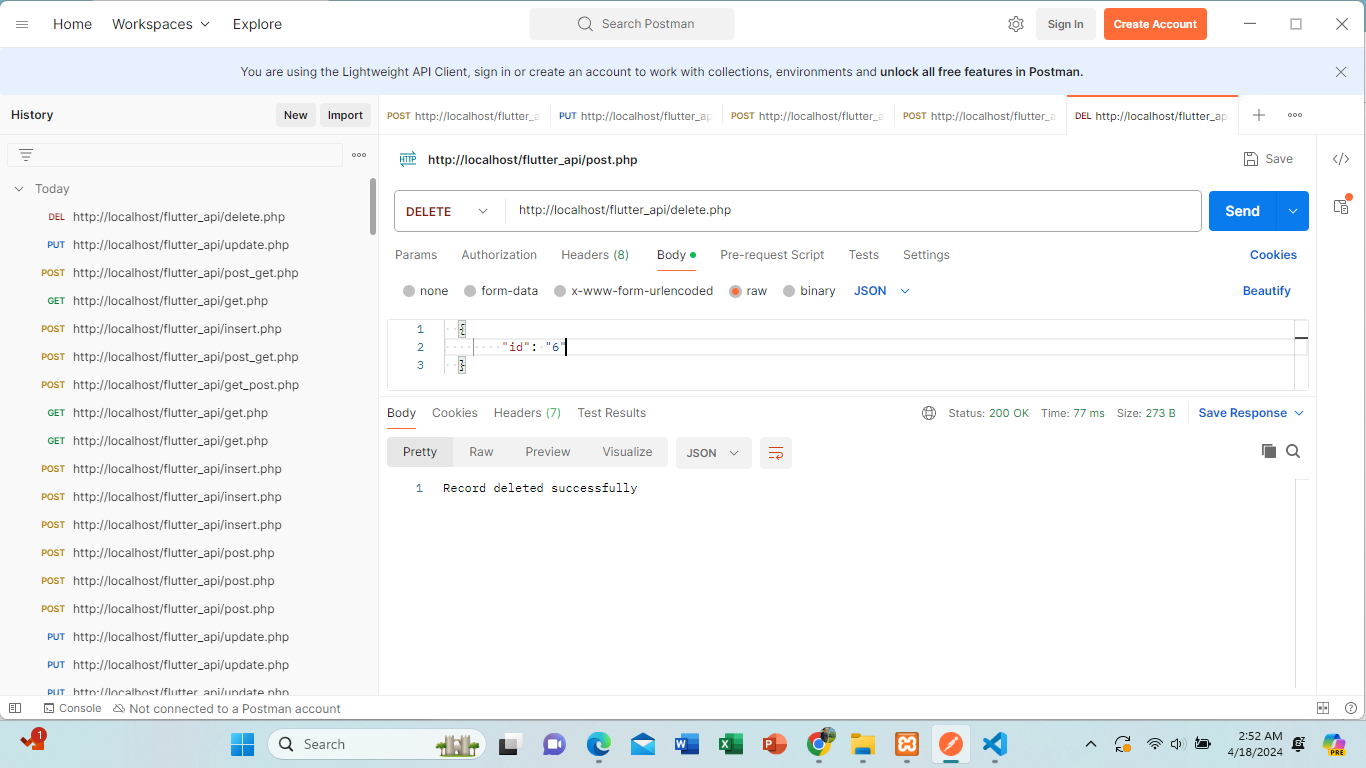 Home Workspaces Explore Search Postman Sign In Create Account
You are using the Lightweight API Client, sign in or create an account to work with collections, environments and unlock all free features in Postman.
History New Import
POST http://localhost/flutter_a PUT http://localhost/flutter_ap POST http://localhost/flutter_a POST http://localhost/flutter_a DEL http://localhost/flutter_ap
Today
DEL http://localhost/flutter_api/delete.php
PUT http://localhost/flutter_api/update.php
POST http://localhost/flutter_api/post_get.php
GET http://localhost/flutter_api/get.php
POST http://localhost/flutter_api/insert.php
POST http://localhost/flutter_api/post_get.php
POST http://localhost/flutter_api/get_post.php
GET http://localhost/flutter_api/get.php
GET http://localhost/flutter_api/get.php
POST http://localhost/flutter_api/insert.php
POST http://localhost/flutter_api/insert.php
POST http://localhost/flutter_api/insert.php
POST http://localhost/flutter_api/post.php
POST http://localhost/flutter_api/post.php
POST http://localhost/flutter_api/post.php
PUT http://localhost/flutter_api/update.php
PUT http://localhost/flutter_api/update.php
PUT http://localhost/flutter_api/update.php
HTTP http://localhost/flutter_api/post.php Save
DELETE http://localhost/flutter_api/delete.php Send
Params Authorization Headers (8) Body Pre-request Script Tests Settings Cookies
none form-data x-www-form-urlencoded raw binary JSON Beautify
1 {
2 "id": "6"
3 }
Body Cookies Headers (7) Test Results Status: 200 OK Time: 77 ms Size: 273 B Save Response
Pretty Raw Preview Visualize JSON
1 Record deleted successfully
Console Not connected to a Postman account
1 Search 2:52 AM
4/18/2024
PRE